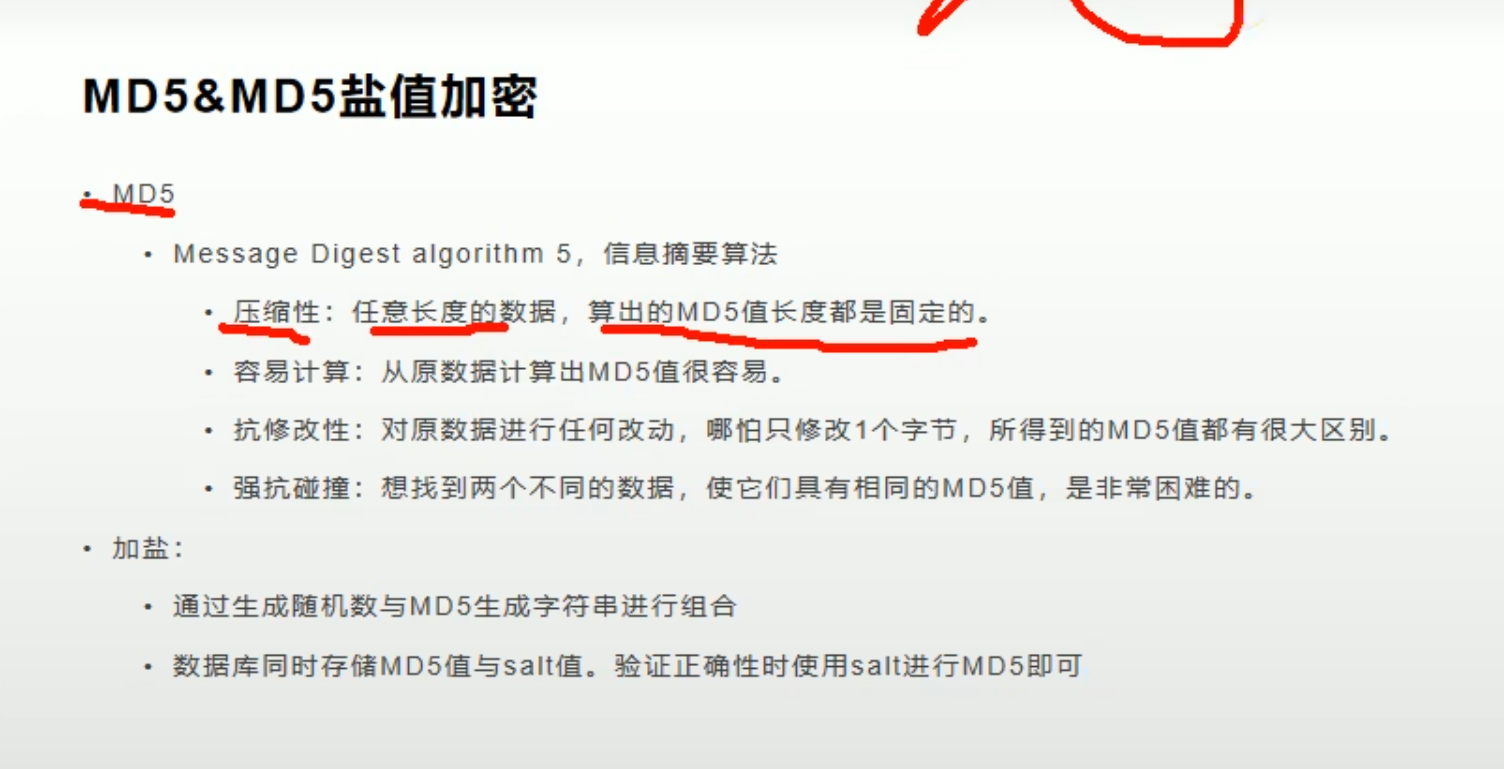 MD5&MD5盐值加密
• MD5
• Message Digest algorithm 5，信息摘要算法
• 压缩性：任意长度的数据，算出的MD5值长度都是固定的。
• 容易计算：从原数据计算出MD5值很容易。
• 抗修改性：对原数据进行任何改动，哪怕只修改1个字节，所得到的MD5值都有很大区别。
• 强抗碰撞：想找到两个不同的数据，使它们具有相同的MD5值，是非常困难的。
• 加盐：
• 通过生成随机数与MD5生成字符串进行组合
• 数据库同时存储MD5值与salt值。验证正确性时使用salt进行MD5即可